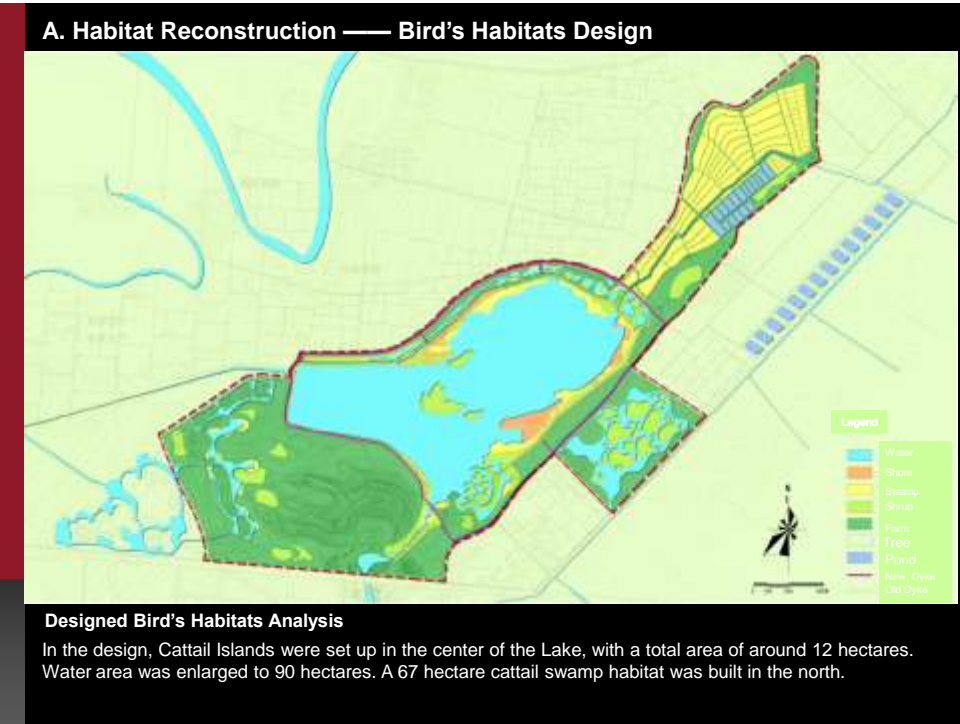 A. Habitat Reconstruction —— Bird’s Habitats Design
Legend
Water
Shore
Swamp
Shrub
Farm
Tree
Pond
New Dyke
Old Dyke
N
Designed Bird’s Habitats Analysis
In the design, Cattail Islands were set up in the center of the Lake, with a total area of around 12 hectares.
Water area was enlarged to 90 hectares. A 67 hectare cattail swamp habitat was built in the north.